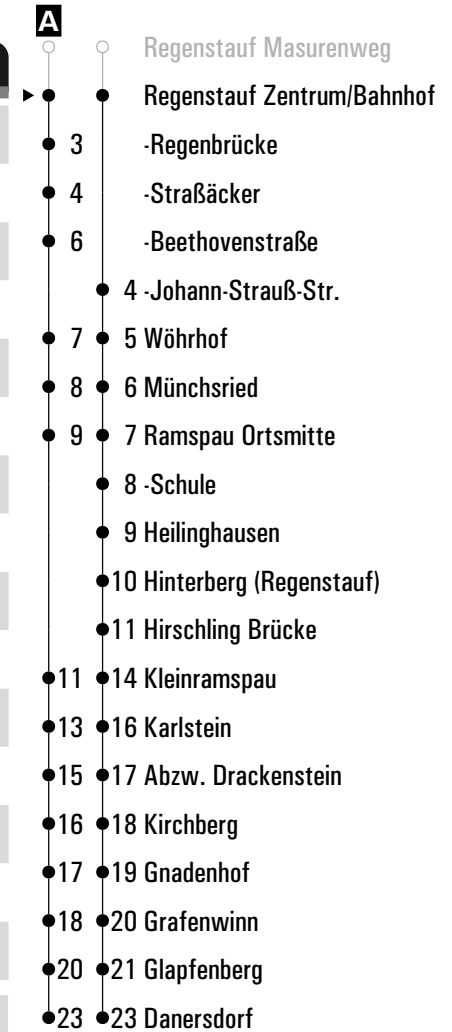 A
Regenstauf Masurenweg
Regenstauf Zentrum/Bahnhof
3 -Regenbrücke
4 -Straßäcker
6 -Beethovenstraße
4 -Johann-Strauß-Str.
7 5 Wöhrhof
8 6 Münchsried
9 7 Ramspau Ortsmitte
8 -Schule
9 Heilinghausen
10 Hinterberg (Regenstauf)
11 Hirschling Brücke
11 14 Kleinramspau
13 16 Karlstein
15 17 Abzw. Drackenstein
16 18 Kirchberg
17 19 Gnadenhof
18 20 Grafenwinn
20 21 Glapfenberg
23 23 Danersdorf